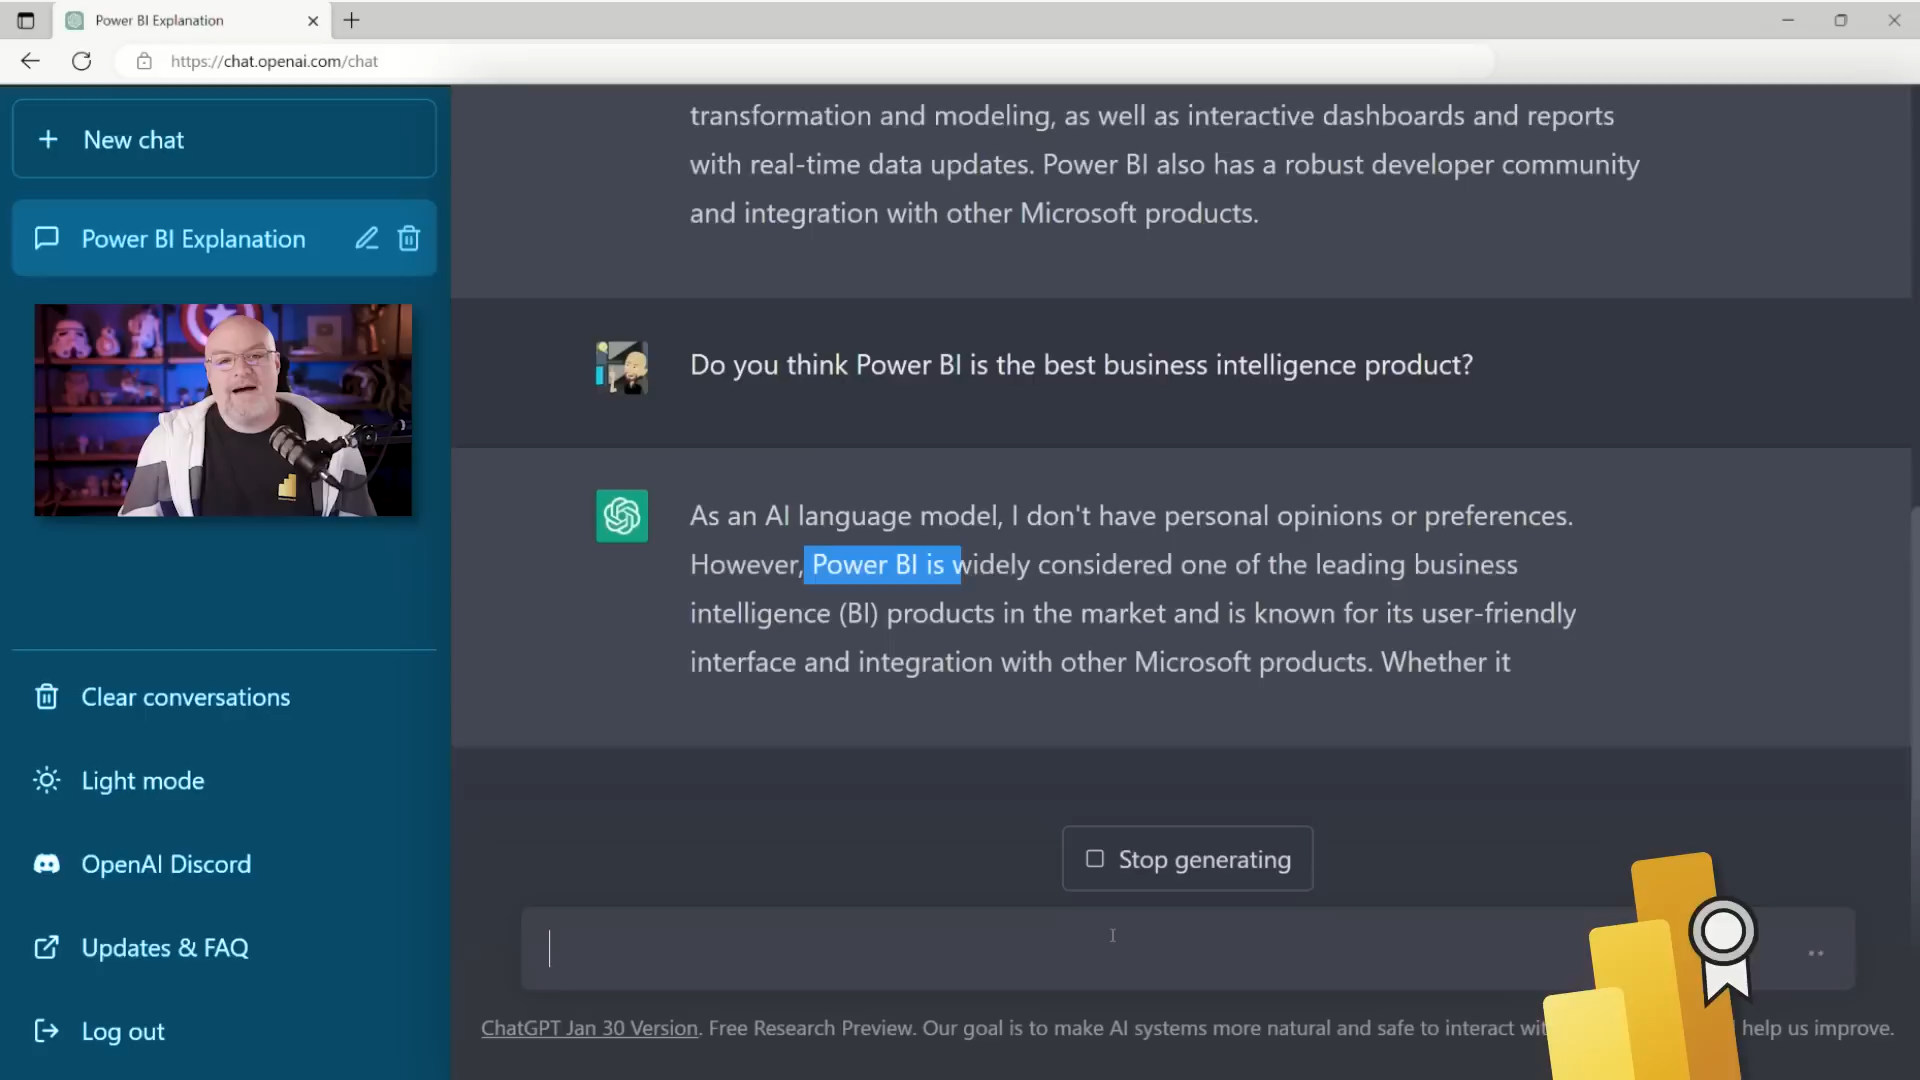 Power BI Explanation
https://chat.openai.com/chat
New chat
Power BI Explanation
Clear conversations
Light mode
OpenAI Discord
Updates & FAQ
Log out
transformation and modeling, as well as interactive dashboards and reports
with real-time data updates. Power BI also has a robust developer community
and integration with other Microsoft products.
Do you think Power BI is the best business intelligence product?
As an AI language model, I don't have personal opinions or preferences.
However, Power BI is widely considered one of the leading business
intelligence (BI) products in the market and is known for its user-friendly
interface and integration with other Microsoft products. Whether it
Stop generating
ChatGPT Jan 30 Version. Free Research Preview. Our goal is to make AI systems more natural and safe to interact help us improve.